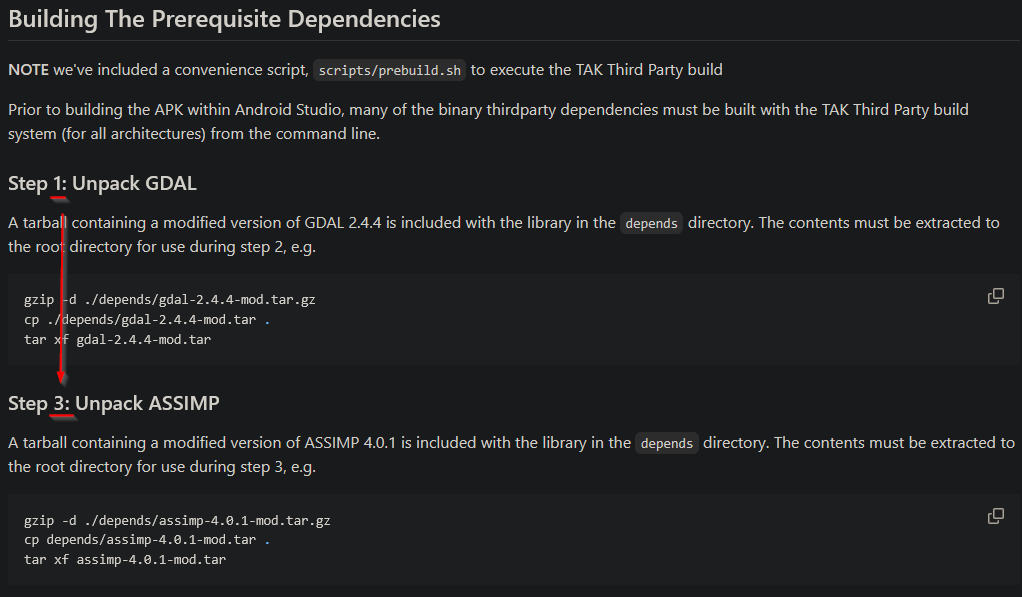 Building The Prerequisite Dependencies
NOTE we've included a convenience script, scripts/prebuild.sh to execute the TAK Third Party build
Prior to building the APK within Android Studio, many of the binary thirdparty dependencies must be built with the TAK Third Party build
system (for all architectures) from the command line.
Step 1: Unpack GDAL
A tarball containing a modified version of GDAL 2.4.4 is included with the library in the depends directory. The contents must be extracted to
the root directory for use during step 2, e.g.
gzip -d ./depends/gdal-2.4.4-mod.tar.gz
cp ./depends/gdal-2.4.4-mod.tar .
tar xf gdal-2.4.4-mod.tar
Step 3: Unpack ASSIMP
A tarball containing a modified version of ASSIMP 4.0.1 is included with the library in the depends directory. The contents must be extracted to
the root directory for use during step 3, e.g.
gzip -d ./depends/assimp-4.0.1-mod.tar.gz
cp depends/assimp-4.0.1-mod.tar .
tar xf assimp-4.0.1-mod.tar